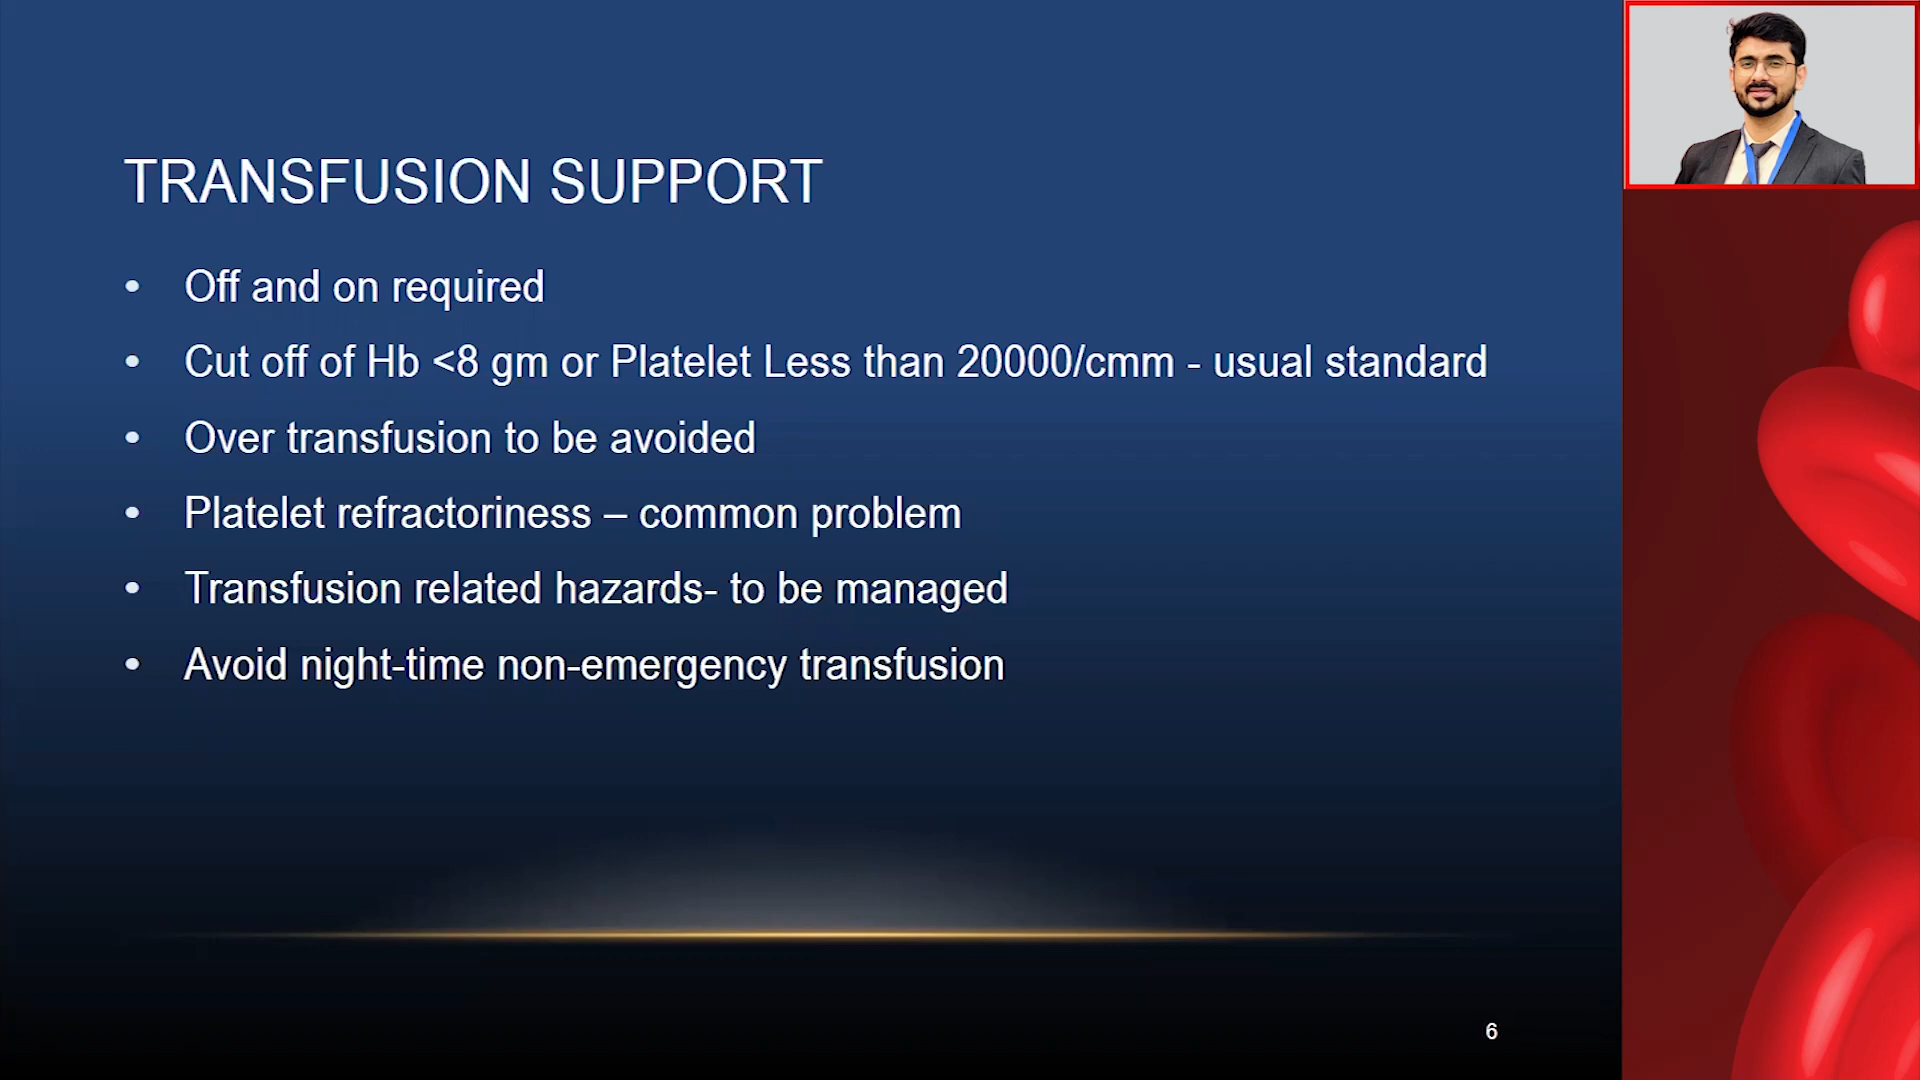 TRANSFUSION SUPPORT
• Off and on required
• Cut off of Hb <8 gm or Platelet Less than 20000/cmm - usual standard
• Over transfusion to be avoided
• Platelet refractoriness – common problem
• Transfusion related hazards- to be managed
• Avoid night-time non-emergency transfusion
6